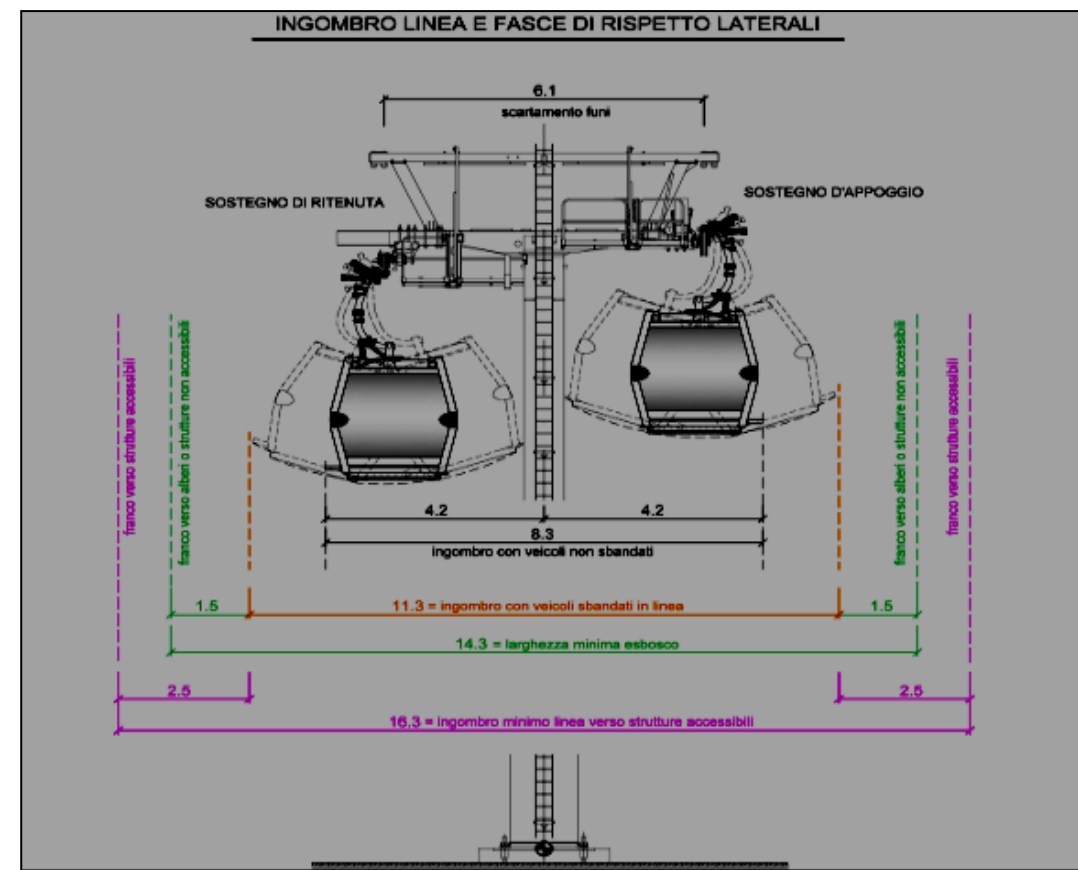 INGOMBRO LINEA E FASCE DI RISPETTO LATERALI
6.1
scartamento funi
SOSTEGNO DI RITENUTA
SOSTEGNO D'APPOGGIO
franco verso strutture accessibili
franco verso alberi o strutture non accessibili
franco verso alberi o strutture non accessibili
franco verso strutture accessibili
4.2
4.2
8.3
ingombro con veicoli non sbandati
1.5
11.3 = ingombro con veicoli sbandati in linea
1.5
14.3 = larghezza minima esbosco
2.5
2.5
16.3 = ingombro minimo linea verso strutture accessibili